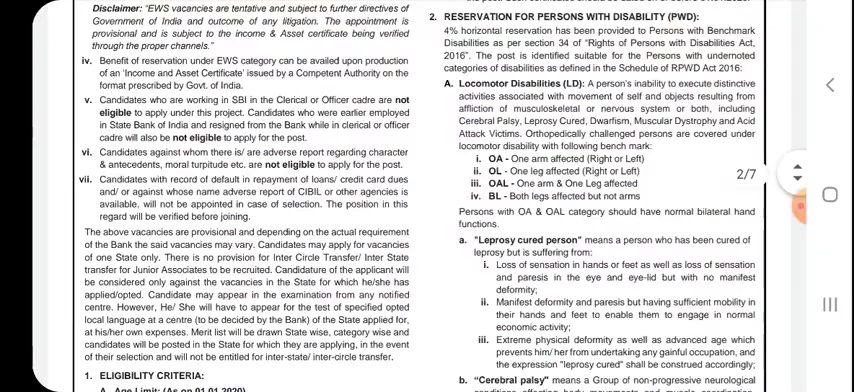 Disclaimer: "EWS vacancies are tentative and subject to further directives of
Government of India and outcome of any litigation. The appointment is
provisional and is subject to the income & Asset certificate being verified
through the proper channels."
iv. Benefit of reservation under EWS category can be availed upon production
of an 'Income and Asset Certificate' issued by a Competent Authority on the
format prescribed by Govt. of India.
v. Candidates who are working in SBI in the Clerical or Officer cadre are not
eligible to apply under this project. Candidates who were earlier employed
in State Bank of India and resigned from the Bank while in clerical or officer
cadre will also be not eligible to apply for the post.
vi. Candidates against whom there is/ are adverse report regarding character
& antecedents, moral turpitude etc. are not eligible to apply for the post.
vii. Candidates with record of default in repayment of loans/ credit card dues
and/ or against whose name adverse report of CIBIL or other agencies is
available, will not be appointed in case of selection. The position in this
regard will be verified before joining.
The above vacancies are provisional and depending on the actual requirement
of the Bank the said vacancies may vary. Candidates may apply for vacancies
of one State only. There is no provision for Inter Circle Transfer/ Inter State
transfer for Junior Associates to be recruited. Candidature of the applicant will
be considered only against the vacancies in the State for which he/she has
applied/opted. Candidate may appear in the examination from any notified
centre. However, He/ She will have to appear for the test of specified opted
local language at a centre (to be decided by the Bank) of the State applied for,
at his/her own expenses. Merit list will be drawn State wise, category wise and
candidates will be posted in the State for which they are applying, in the event
of their selection and will not be entitled for inter-state/ inter-circle transfer.
1. ELIGIBILITY CRITERIA:
A. Age Limit: (As on 01.01.2020)
2. RESERVATION FOR PERSONS WITH DISABILITY (PWD):
4% horizontal reservation has been provided to Persons with Benchmark
Disabilities as per section 34 of "Rights of Persons with Disabilities Act,
2016". The post is identified suitable for the Persons with undernoted
categories of disabilities as defined in the Schedule of RPWD Act 2016:
A. Locomotor Disabilities (LD): A person's inability to execute distinctive
activities associated with movement of self and objects resulting from
affliction of musculoskeletal or nervous system or both, including
Cerebral Palsy, Leprosy Cured, Dwarfism, Muscular Dystrophy and Acid
Attack Victims. Orthopedically challenged persons are covered under
locomotor disability with following bench mark:
i. OA - One arm affected (Right or Left)
ii. OL - One leg affected (Right or Left)
iii. OAL - One arm & One Leg affected
iv. BL - Both legs affected but not arms
Persons with OA & OAL category should have normal bilateral hand
functions.
a. "Leprosy cured person" means a person who has been cured of
leprosy but is suffering from:
i. Loss of sensation in hands or feet as well as loss of sensation
and paresis in the eye and eye-lid but with no manifest
deformity;
ii. Manifest deformity and paresis but having sufficient mobility in
their hands and feet to enable them to engage in normal
economic activity;
iii. Extreme physical deformity as well as advanced age which
prevents him/ her from undertaking any gainful occupation, and
the expression "leprosy cured" shall be construed accordingly;
b. "Cerebral palsy" means a Group of non-progressive neurological
2/7